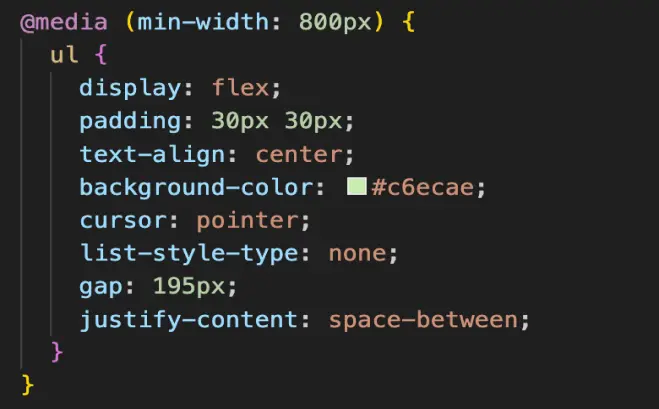 @media (min-width: 800px) {
  ul {
    display: flex;
    padding: 30px 30px;
    text-align: center;
    background-color: #c6ecae;
    cursor: pointer;
    list-style-type: none;
    gap: 195px;
    justify-content: space-between;
  }
}